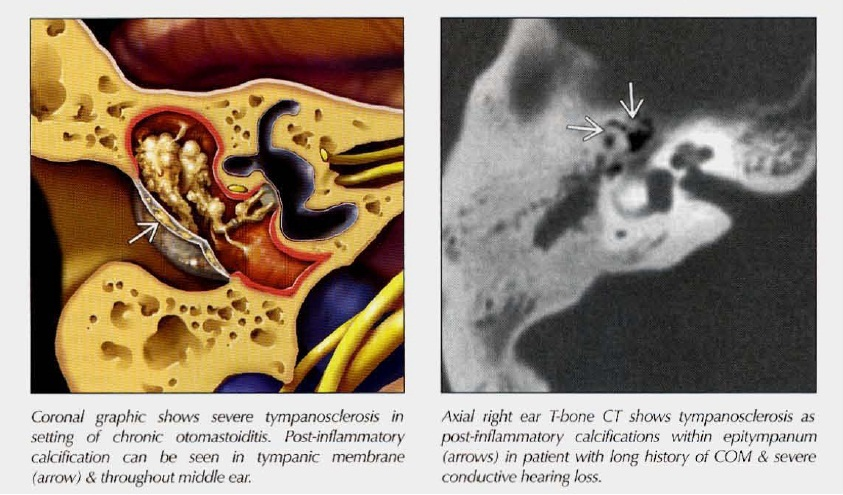 Coronal graphic shows severe tympanosclerosis in
setting of chronic otomastoiditis. Post-inflammatory
calcification can be seen in tympanic membrane
(arrow) & throughout middle ear.
Axial right ear T-bone CT shows tympanosclerosis as
post-inflammatory calcifications within epitympanum
(arrows) in patient with long history of COM & severe
conductive hearing loss.